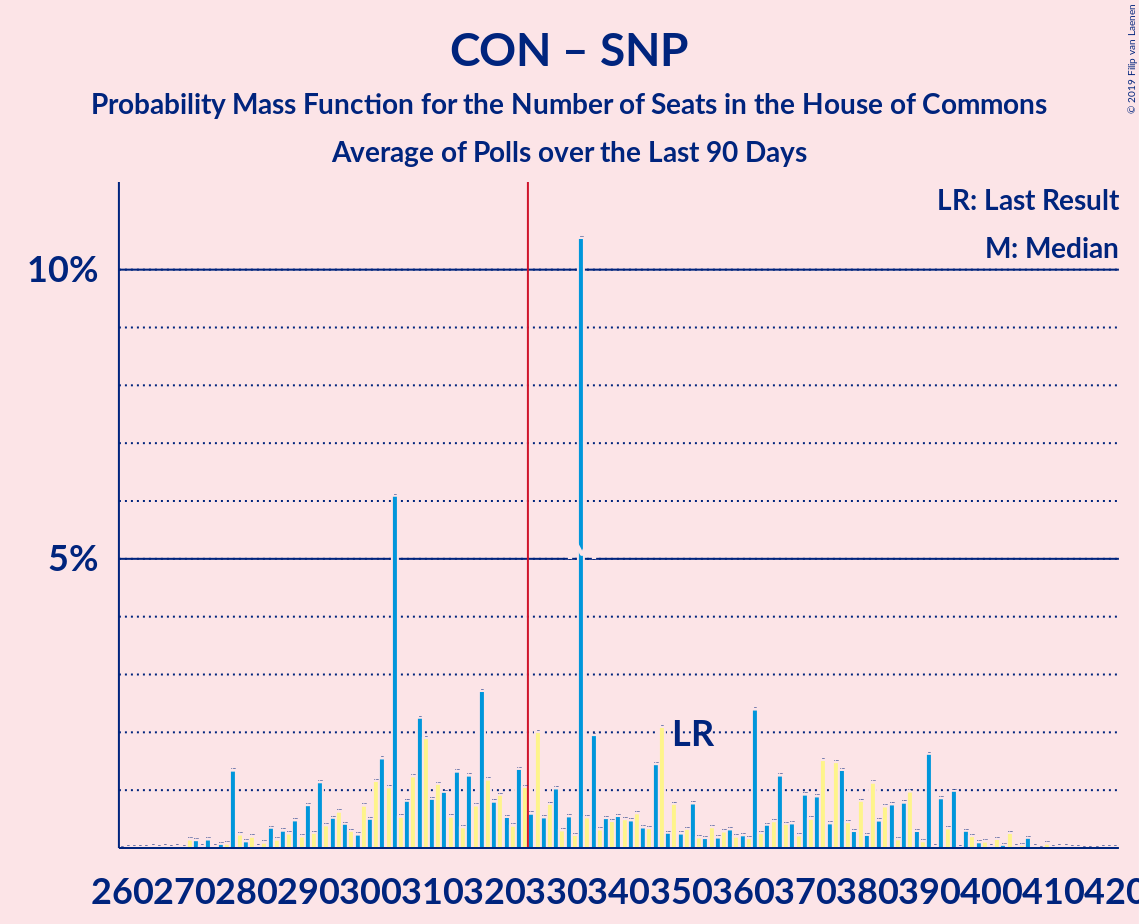 CON – SNP
Probability Mass Function for the Number of Seats in the House of Commons
Average of Polls over the Last 90 Days
© 2019 Filip van Laenen
LR: Last Result
M: Median
10%
5%
LR
260270280290300310320330340350360370380390400410420